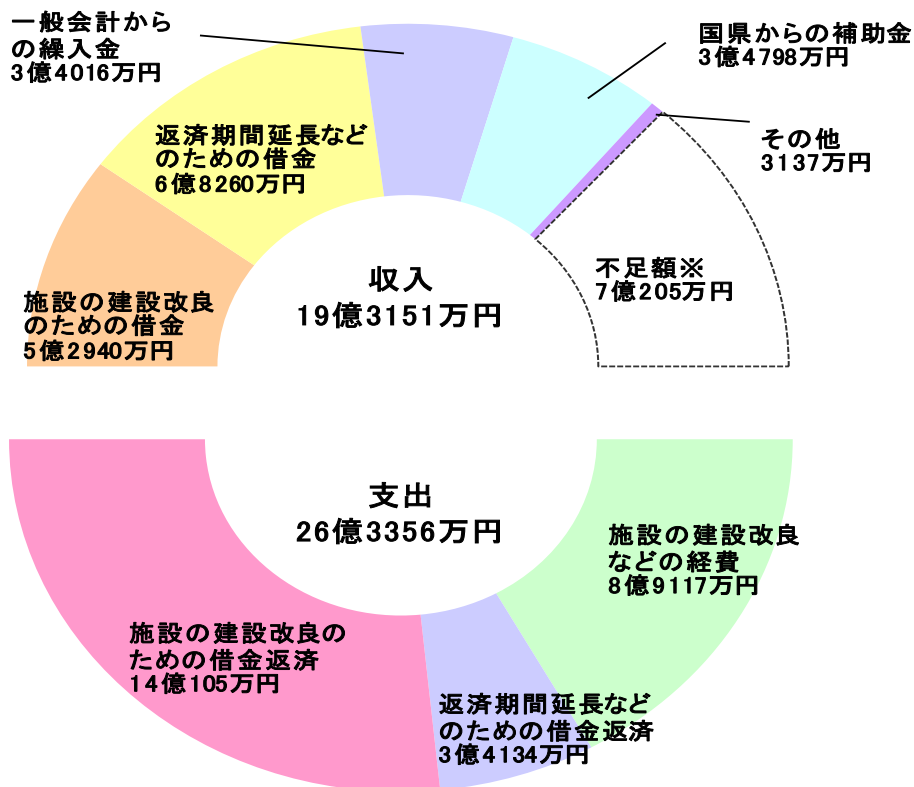 一般会計から
の繰入金
3億4016万円
国県からの補助金
3億4798万円
返済期間延長など
のための借金
6億8260万円
その他
3137万円
不足額※
7億205万円
収入
19億3151万円
施設の建設改良
のための借金
5億2940万円
支出
26億3356万円
施設の建設改良
などの経費
8億9117万円
施設の建設改良の
ための借金返済
14億105万円
返済期間延長など
のための借金返済
3億4134万円